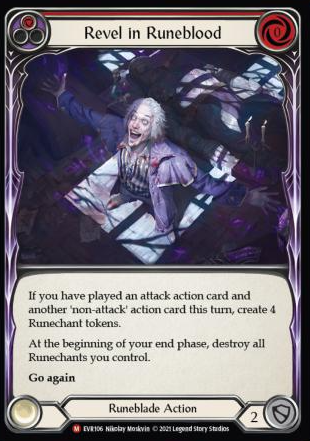 Revel in Runeblood
0
If you have played an attack action card and
another 'non-attack' action card this turn, create 4
Runechant tokens.
At the beginning of your end phase, destroy all
Runechants you control.
Go again
Runeblade Action
2
M EVR106 Nikolay Moskvin © 2021 Legend Story Studios